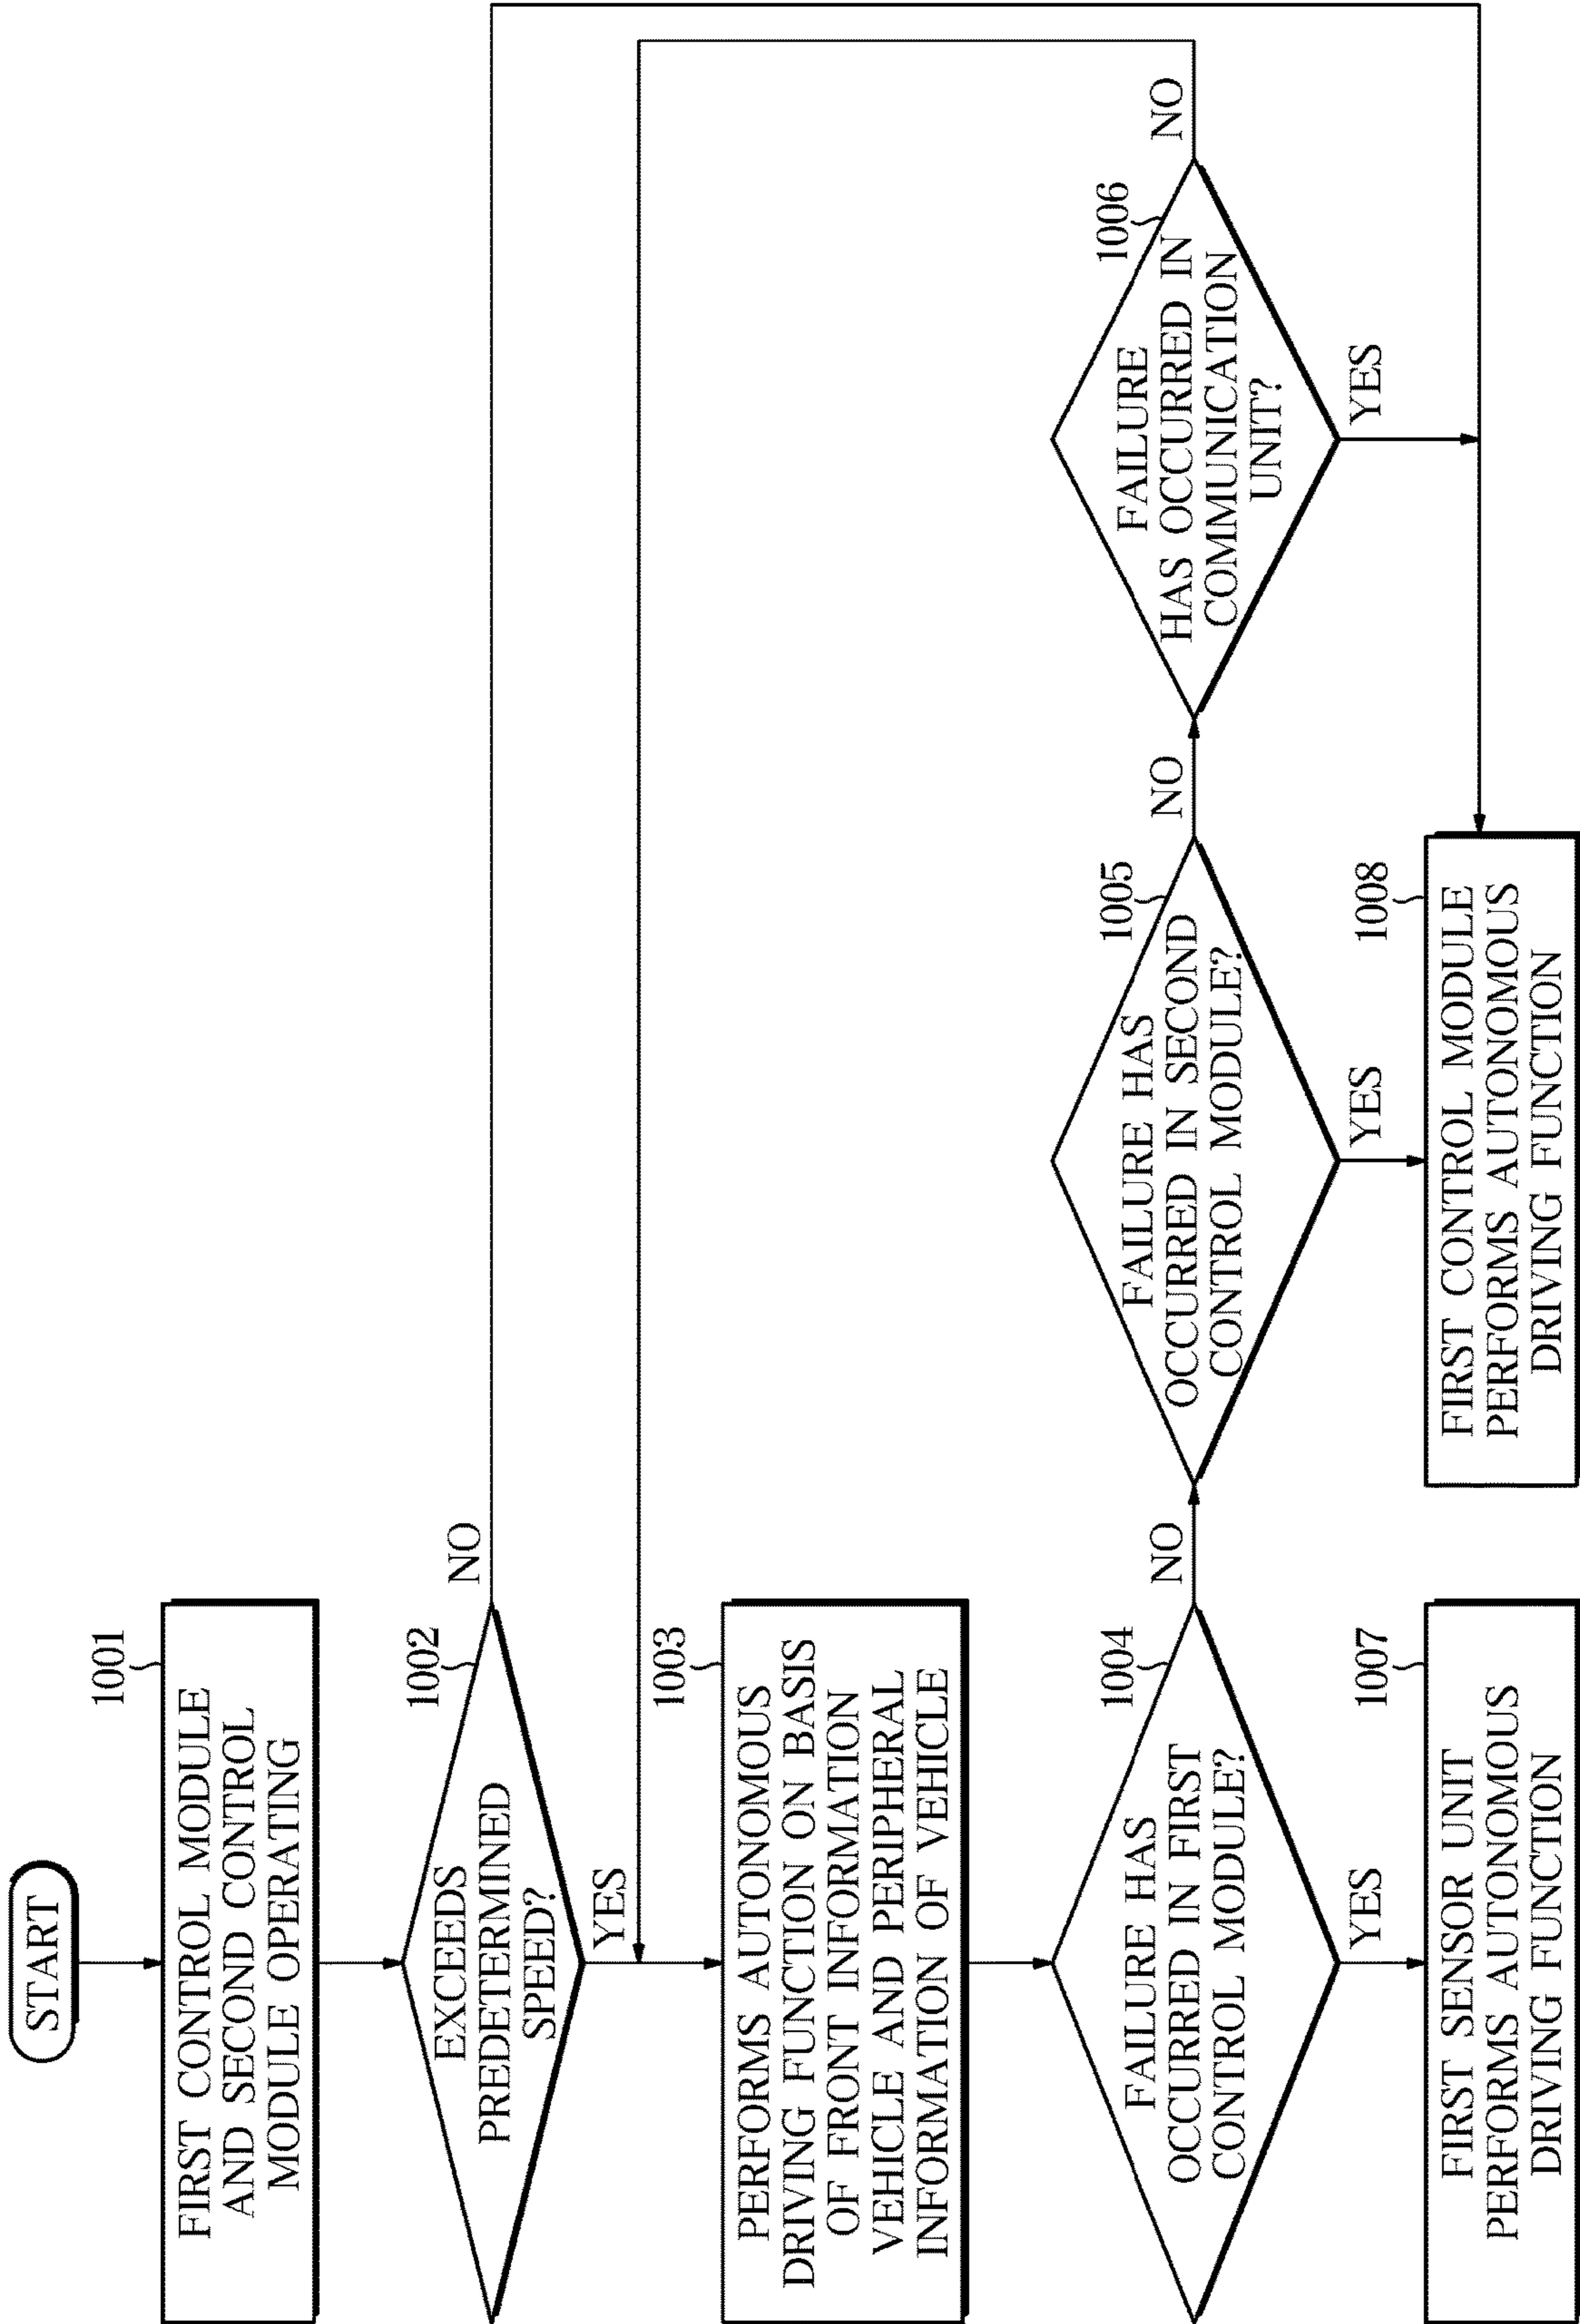 START
1001
FIRST CONTROL MODULE
AND SECOND CONTROL
MODULE OPERATING
1002
EXCEEDS
PREDETERMINED
SPEED?
NO
YES
1003
PERFORMS AUTONOMOUS
DRIVING FUNCTION ON BASIS
OF FRONT INFORMATION
VEHICLE AND PERIPHERAL
INFORMATION OF VEHICLE
1004
FAILURE HAS
OCCURRED IN FIRST
CONTROL MODULE?
NO
YES
1005
FAILURE HAS
OCCURRED IN SECOND
CONTROL MODULE?
NO
YES
1006
FAILURE
HAS OCCURRED IN
COMMUNICATION
UNIT?
NO
YES
1007
FIRST SENSOR UNIT
PERFORMS AUTONOMOUS
DRIVING FUNCTION
1008
FIRST CONTROL MODULE
PERFORMS AUTONOMOUS
DRIVING FUNCTION